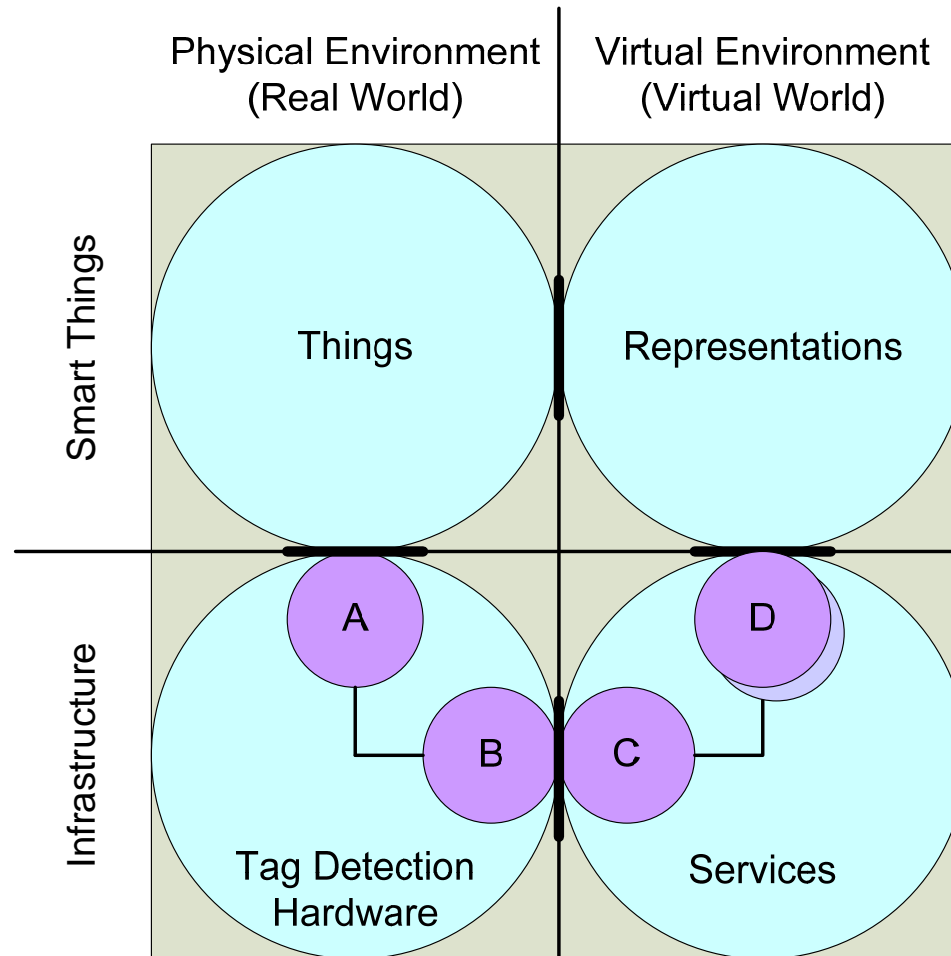 Physical Environment
(Real World)
Virtual Environment
(Virtual World)
Smart Things
Things
Representations
Infrastructure
A
B
C
D
Tag Detection
Hardware
Services